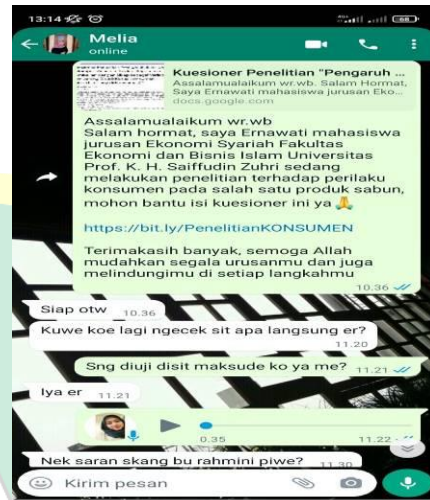 13:14
68
Melia
online
Kuesioner Penelitian "Pengaruh ...
Assalamualaikum wr.wb. Salam Hormat,
Saya Ernawati mahasiswa jurusan Eko...
docs.google.com
Assalamualaikum wr.wb
Salam hormat, saya Ernawati mahasiswa
jurusan Ekonomi Syariah Fakultas
Ekonomi dan Bisnis Islam Universitas
Prof. K. H. Saiffudin Zuhri sedang
melakukan penelitian terhadap perilaku
konsumen pada salah satu produk sabun,
mohon bantu isi kuesioner ini ya 🙏
https://bit.ly/PenelitianKONSUMEN
Terimakasih banyak, semoga Allah
mudahkan segala urusanmu dan juga
melindungimu di setiap langkahmu
10.36
Siap otw 10.36
Kuwe koe lagi ngecek sit apa langsung er?
11.20
Sng diuji disit maksude ko ya me? 11.21
Iya er 11.21
0.35 11.22
Nek saran skang bu rahmini piwe? 11.30
Kirim pesan